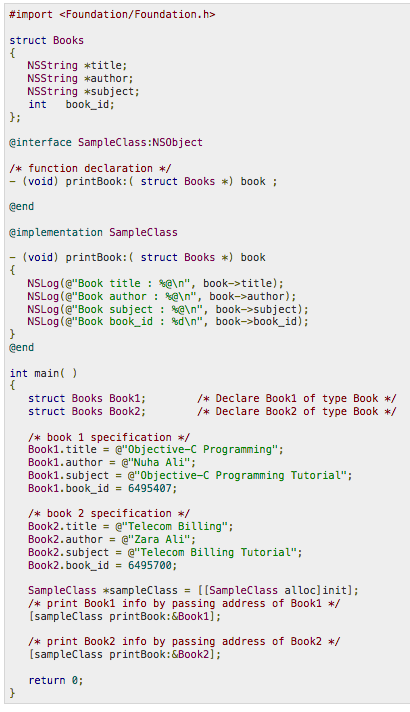 #import <Foundation/Foundation.h>

struct Books
{
   NSString *title;
   NSString *author;
   NSString *subject;
   int   book_id;
};

@interface SampleClass:NSObject

/* function declaration */
- (void) printBook:( struct Books *) book ;

@end

@implementation SampleClass

- (void) printBook:( struct Books *) book
{
   NSLog(@"Book title : %@\n", book->title);
   NSLog(@"Book author : %@\n", book->author);
   NSLog(@"Book subject : %@\n", book->subject);
   NSLog(@"Book book_id : %d\n", book->book_id);
}
@end

int main( )
{
   struct Books Book1;        /* Declare Book1 of type Book */
   struct Books Book2;        /* Declare Book2 of type Book */

   /* book 1 specification */
   Book1.title = @"Objective-C Programming";
   Book1.author = @"Nuha Ali";
   Book1.subject = @"Objective-C Programming Tutorial";
   Book1.book_id = 6495407;

   /* book 2 specification */
   Book2.title = @"Telecom Billing";
   Book2.author = @"Zara Ali";
   Book2.subject = @"Telecom Billing Tutorial";
   Book2.book_id = 6495700;

   SampleClass *sampleClass = [[SampleClass alloc]init];
   /* print Book1 info by passing address of Book1 */
   [sampleClass printBook:&Book1];

   /* print Book2 info by passing address of Book2 */
   [sampleClass printBook:&Book2];

   return 0;
}